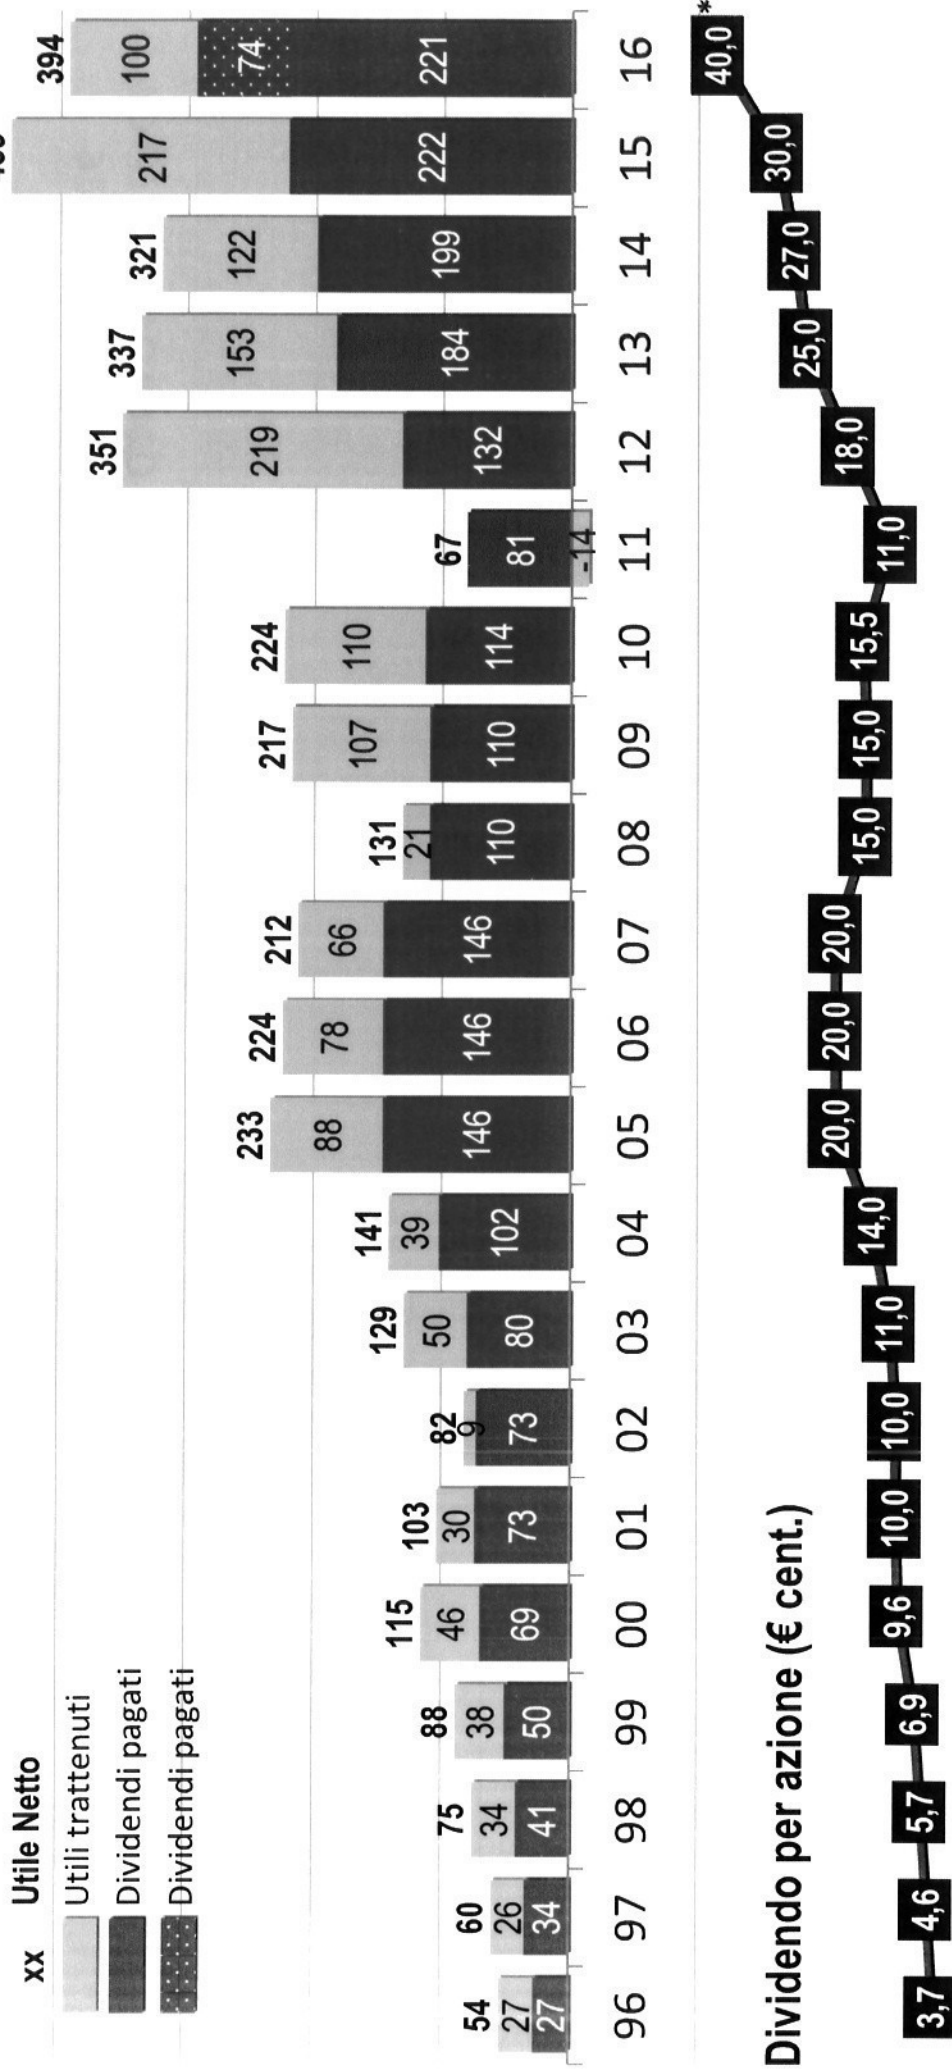 xx Utile Netto
Utili trattenuti
Dividendi pagati
Dividendi pagati
54 60 75 88 115 103 82 129 141 233 224 212 131 217 224 67 351 337 321 394
27 26 34 38 46 30 9 50 39 88 78 66 21 107 110 -14 219 153 122 217 100
74
27 34 41 50 69 73 73 80 102 146 146 146 110 110 114 81 132 184 199 222 221
96 97 98 99 00 01 02 03 04 05 06 07 08 09 10 11 12 13 14 15 16
Dividendo per azione (€ cent.)
3,7 4,6 5,7 6,9 9,6 10,0 10,0 11,0 14,0 20,0 20,0 20,0 15,0 15,0 15,5 11,0 18,0 25,0 27,0 30,0 40,0 *